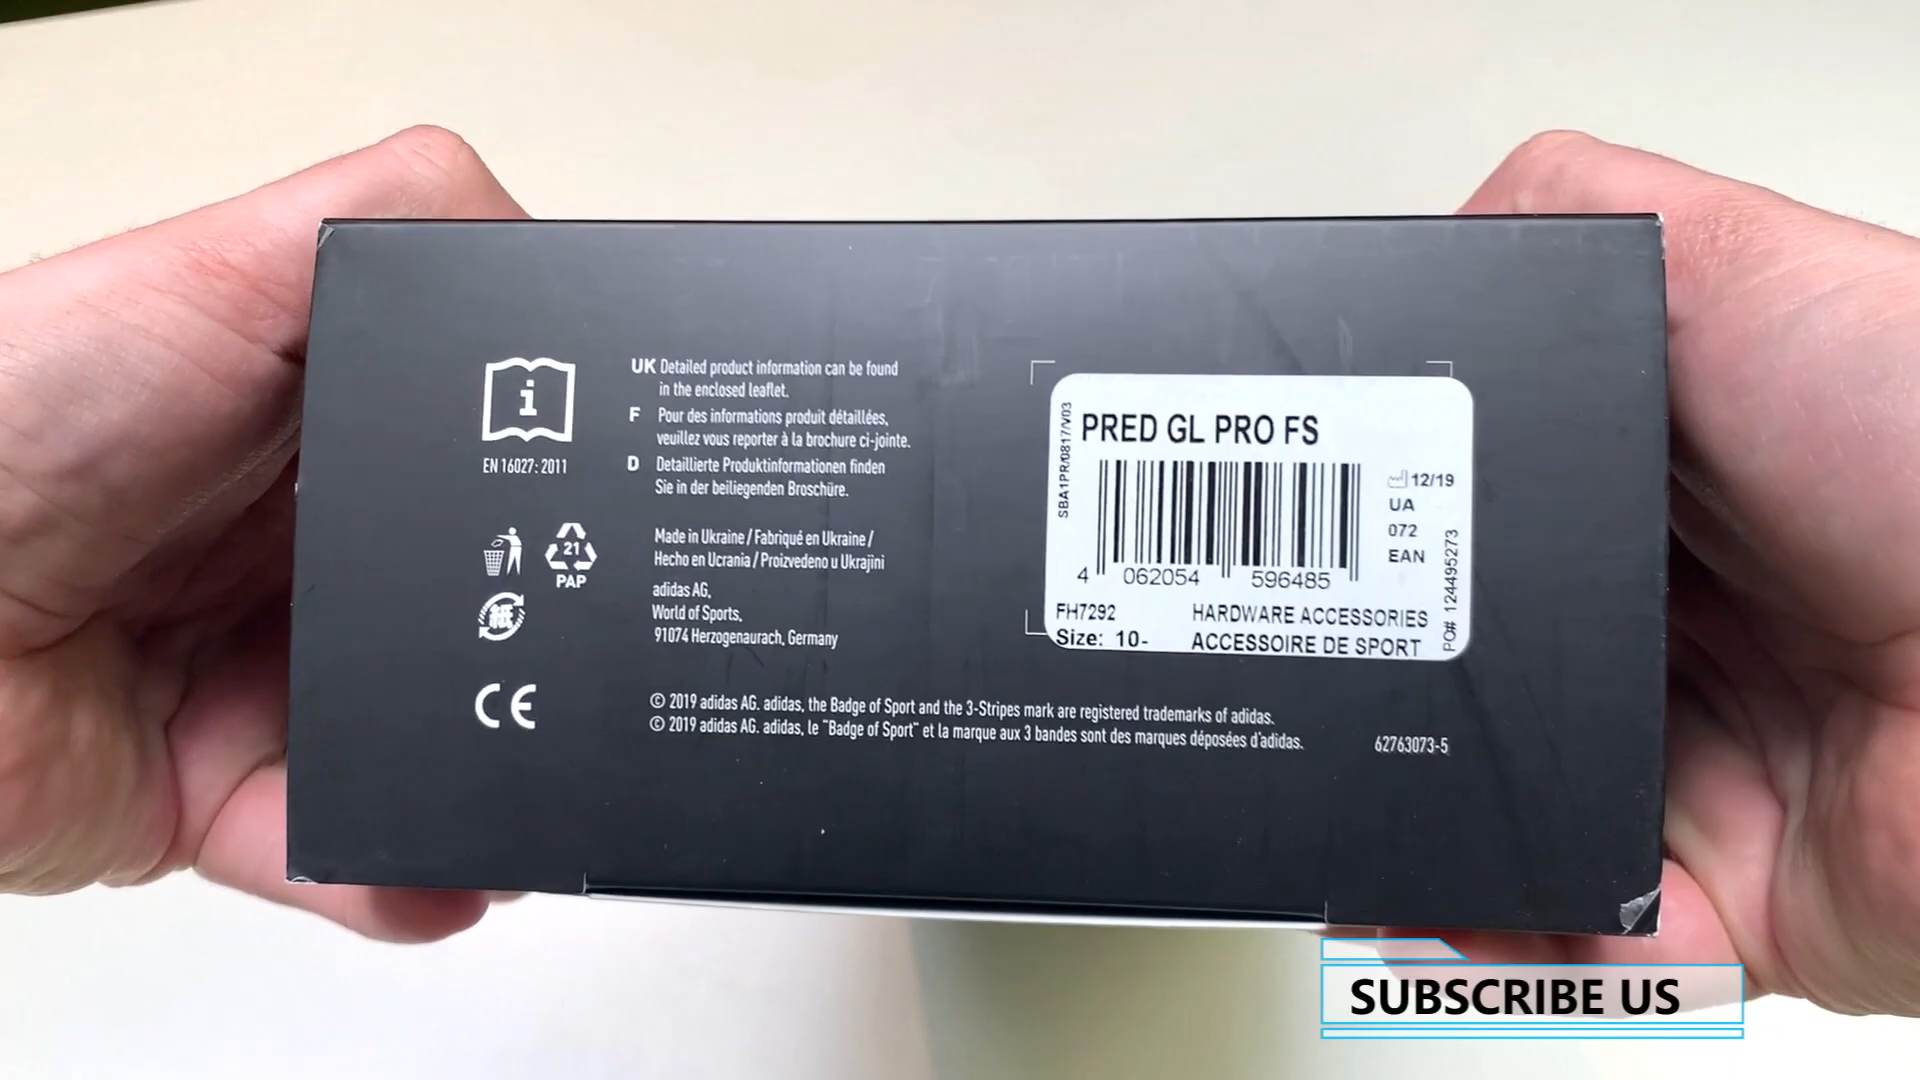 i
EN 16027: 2011
UK Detailed product information can be found
in the enclosed leaflet.
F Pour des informations produit détaillées,
veuillez vous reporter à la brochure ci-jointe.
D Detaillierte Produktinformationen finden
Sie in der beiliegenden Broschüre.
21
PAP
紙
Made in Ukraine / Fabriqué en Ukraine /
Hecho en Ucrania / Proizvedeno u Ukrajini
adidas AG,
World of Sports,
91074 Herzogenaurach, Germany
CE
© 2019 adidas AG. adidas, the Badge of Sport and the 3-Stripes mark are registered trademarks of adidas.
© 2019 adidas AG. adidas, le "Badge of Sport" et la marque aux 3 bandes sont des marques déposées d'adidas.
62763073-5
SBA1PR/0817/V03
PRED GL PRO FS
12/19
UA
072
EAN
4 062054 596485
FH7292 HARDWARE ACCESSORIES
Size: 10- ACCESSOIRE DE SPORT
PO# 124495273
SUBSCRIBE US